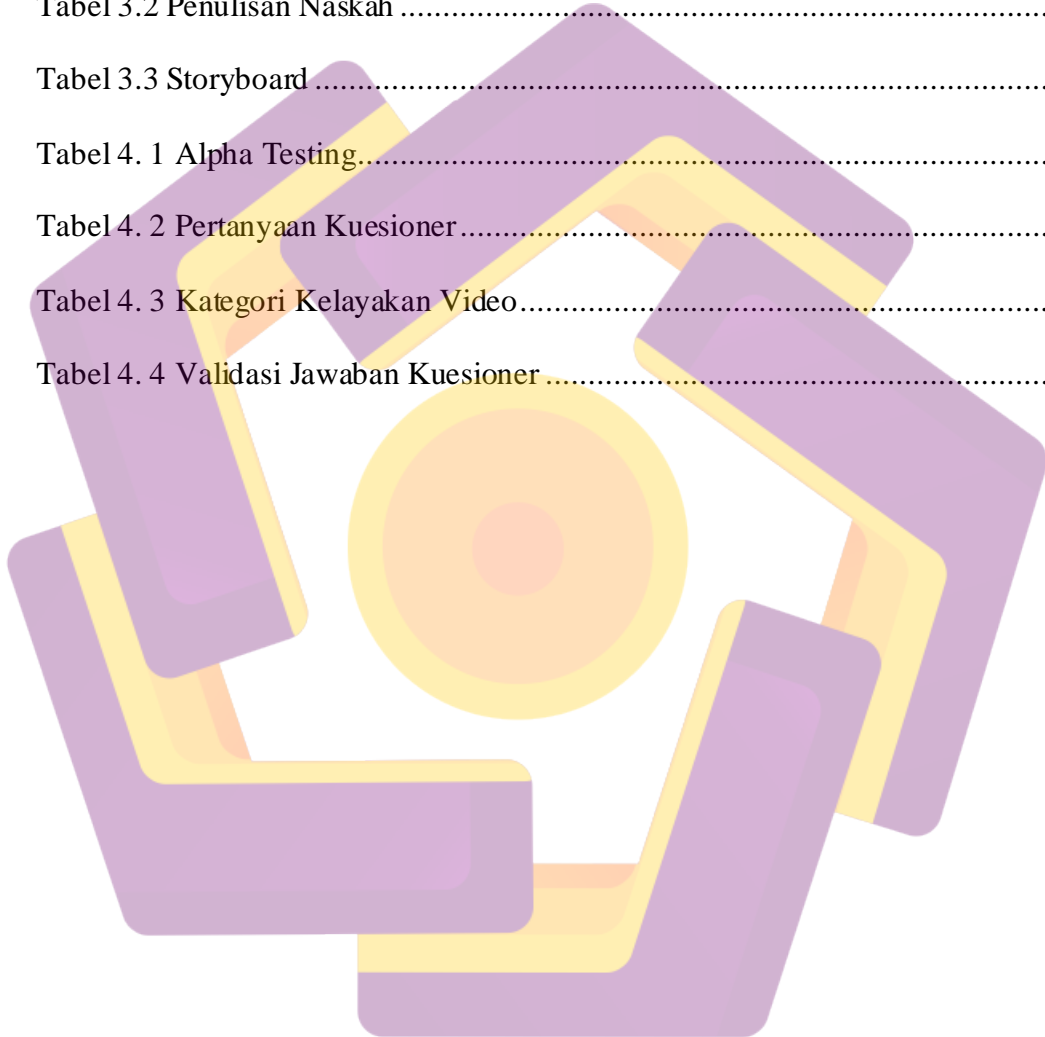 Tabel 3.2 Penulisan Naskah ........................................................................
Tabel 3.3 Storyboard ....................................................................................
Tabel 4. 1 Alpha Testing..............................................................................
Tabel 4. 2 Pertanyaan Kuesioner ................................................................
Tabel 4. 3 Kategori Kelayakan Video.........................................................
Tabel 4. 4 Validasi Jawaban Kuesioner ......................................................